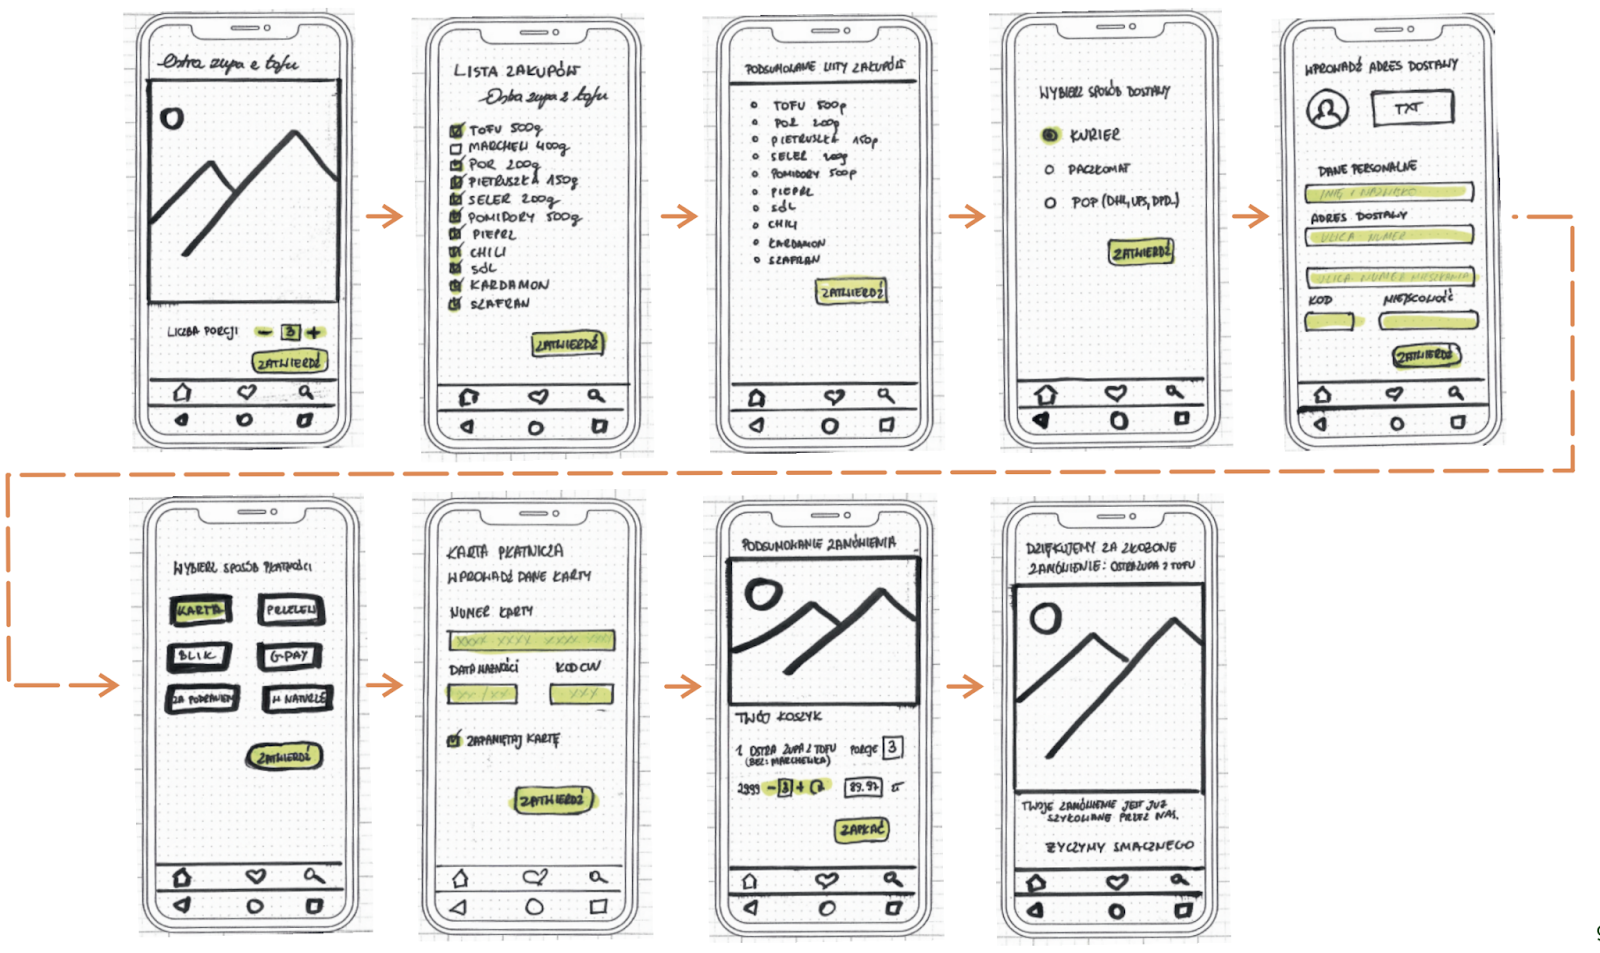 Ostra zupa z tofu
LICZBA PORCJI - 3 +
ZATWIERDŹ
LISTA ZAKUPÓW
Ostra zupa z tofu
TOFU 500g
MARCHEW 400g
POR 200g
PIETRUSZKA 150g
SELER 200g
POMIDORY 500g
PIEPRZ
CHILI
SÓL
KARDAMON
SZAFRAN
ZATWIERDŹ
PODSUMOWANIE LISTY ZAKUPÓW
TOFU 500g
POR 200g
PIETRUSZKA 150g
SELER 200g
POMIDORY 500g
PIEPRZ
SÓL
CHILI
KARDAMON
SZAFRAN
ZATWIERDŹ
WYBIERZ SPOSÓB DOSTAWY
KURIER
PACZKOMAT
POP (DHL, UPS, DPD..)
ZATWIERDŹ
WPROWADŹ ADRES DOSTAWY
TXT
DANE PERSONALNE
IMIĘ I NAZWISKO
ADRES DOSTAWY
ULICA NUMER
ULICA NUMER MIESZKANIA
KOD MIEJSCOWOŚĆ
ZATWIERDŹ
WYBIERZ SPOSÓB PŁATNOŚCI
KARTA PRZELEW
BLIK G-PAY
ZA POBRANIEM W NATURZE
ZATWIERDŹ
KARTA PŁATNICZA
WPROWADŹ DANE KARTY
NUMER KARTY
XXXX XXXX XXXX XXXX
DATA WAŻNOŚCI KOD CVV
XX/XX XXX
ZAPAMIĘTAJ KARTĘ
ZATWIERDŹ
PODSUMOWANIE ZAMÓWIENIA
TWÓJ KOSZYK
1 OSTRA ZUPA Z TOFU PORCJE 3
(BEZ: MARCHEWKA)
2999 - 3 + 89.97 zł
ZAPŁAĆ
DZIĘKUJEMY ZA ZŁOŻONE
ZAMÓWIENIE: OSTRA ZUPA Z TOFU
TWOJE ZAMÓWIENIE JEST JUŻ
SZYKOWANE PRZEZ NAS.
ŻYCZYMY SMACZNEGO
9